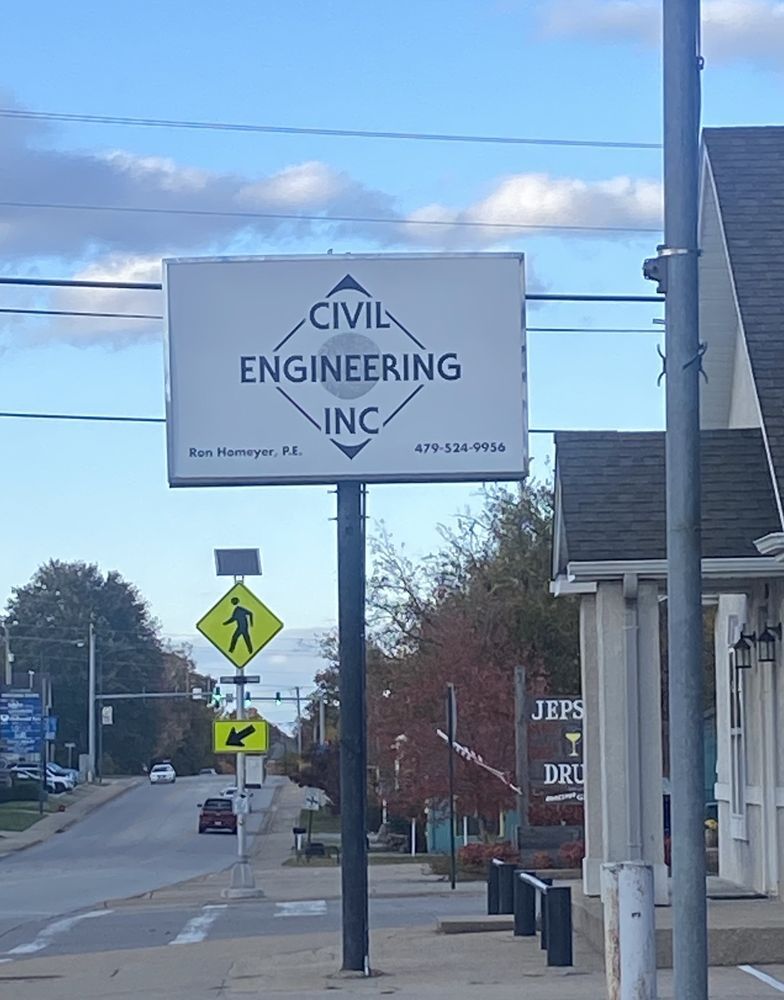 CIVIL
ENGINEERING
INC
Ron Homeyer, P.E.
479-524-9956
JEPS
DRU